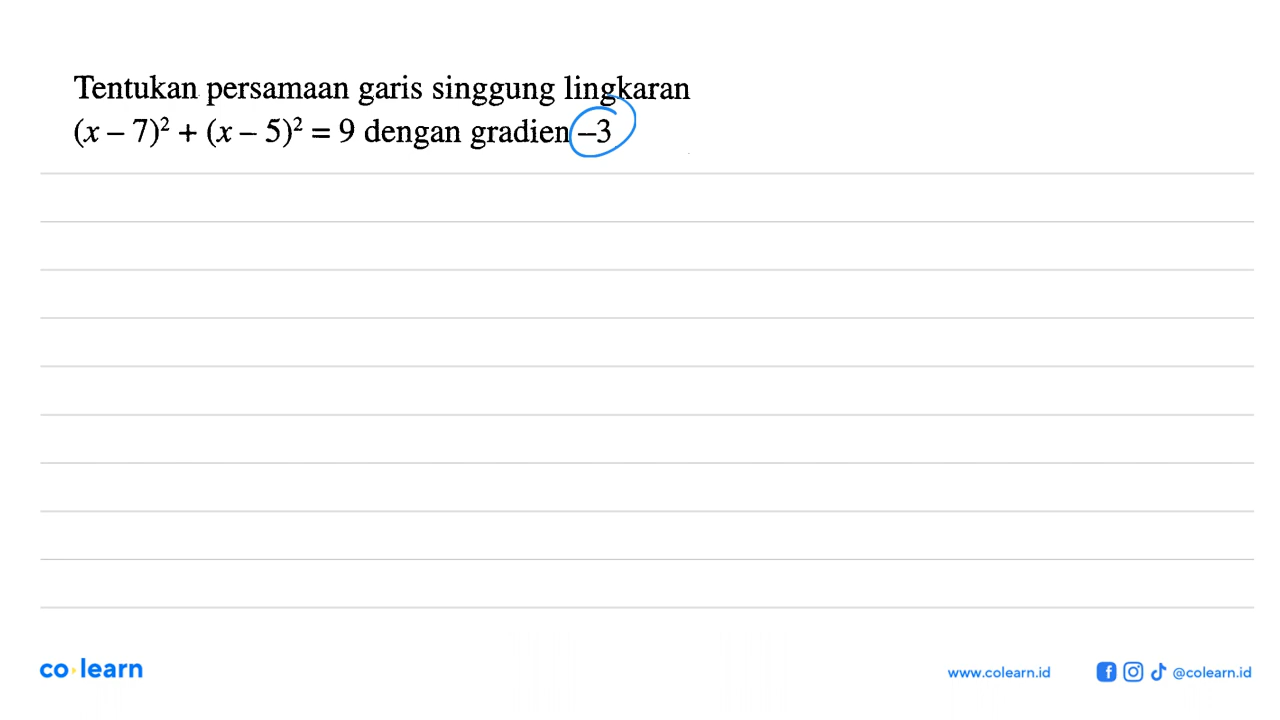 Tentukan persamaan garis singgung lingkaran
(x – 7)² + (x – 5)² = 9 dengan gradien –3
co learn
www.colearn.id @colearn.id